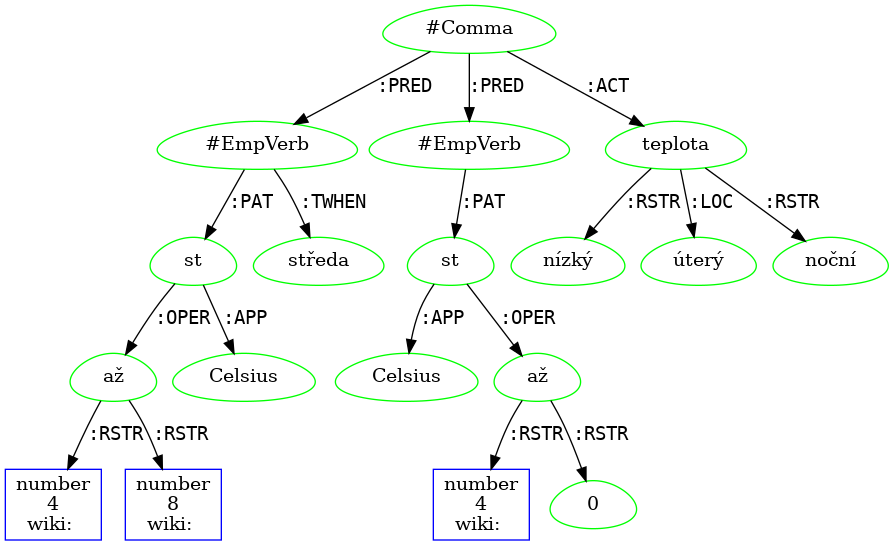 #Comma
:PRED :PRED :ACT
#EmpVerb #EmpVerb teplota
:PAT :TWHEN :PAT :RSTR :LOC :RSTR
st středa st nízký úterý noční
:OPER :APP :APP :OPER
až Celsius Celsius až
:RSTR :RSTR :RSTR :RSTR
number number number
4 8 4 0
wiki: wiki: wiki: